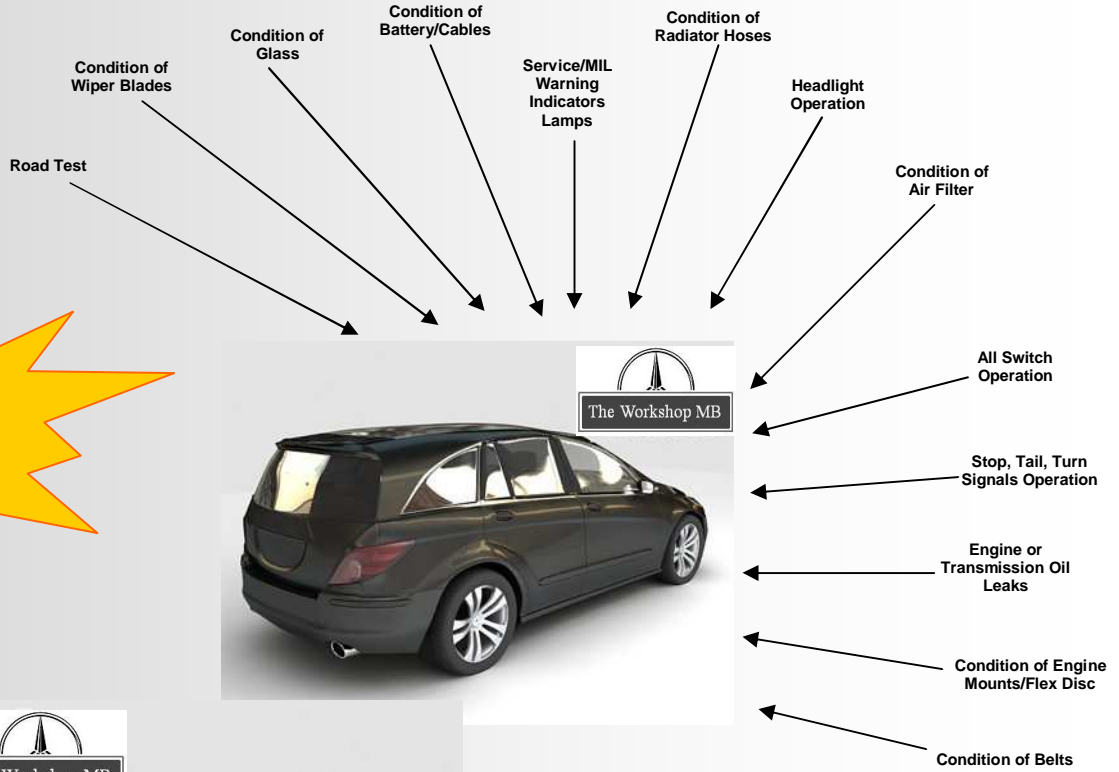 Condition of
Battery/Cables
Condition of
Radiator Hoses
Condition of
Glass
Condition of
Wiper Blades
Service/MIL
Warning
Indicators
Lamps
Headlight
Operation
Road Test
Condition of
Air Filter
The Workshop MB
All Switch
Operation
Stop, Tail, Turn
Signals Operation
Engine or
Transmission Oil
Leaks
Condition of Engine
Mounts/Flex Disc
Condition of Belts
MB